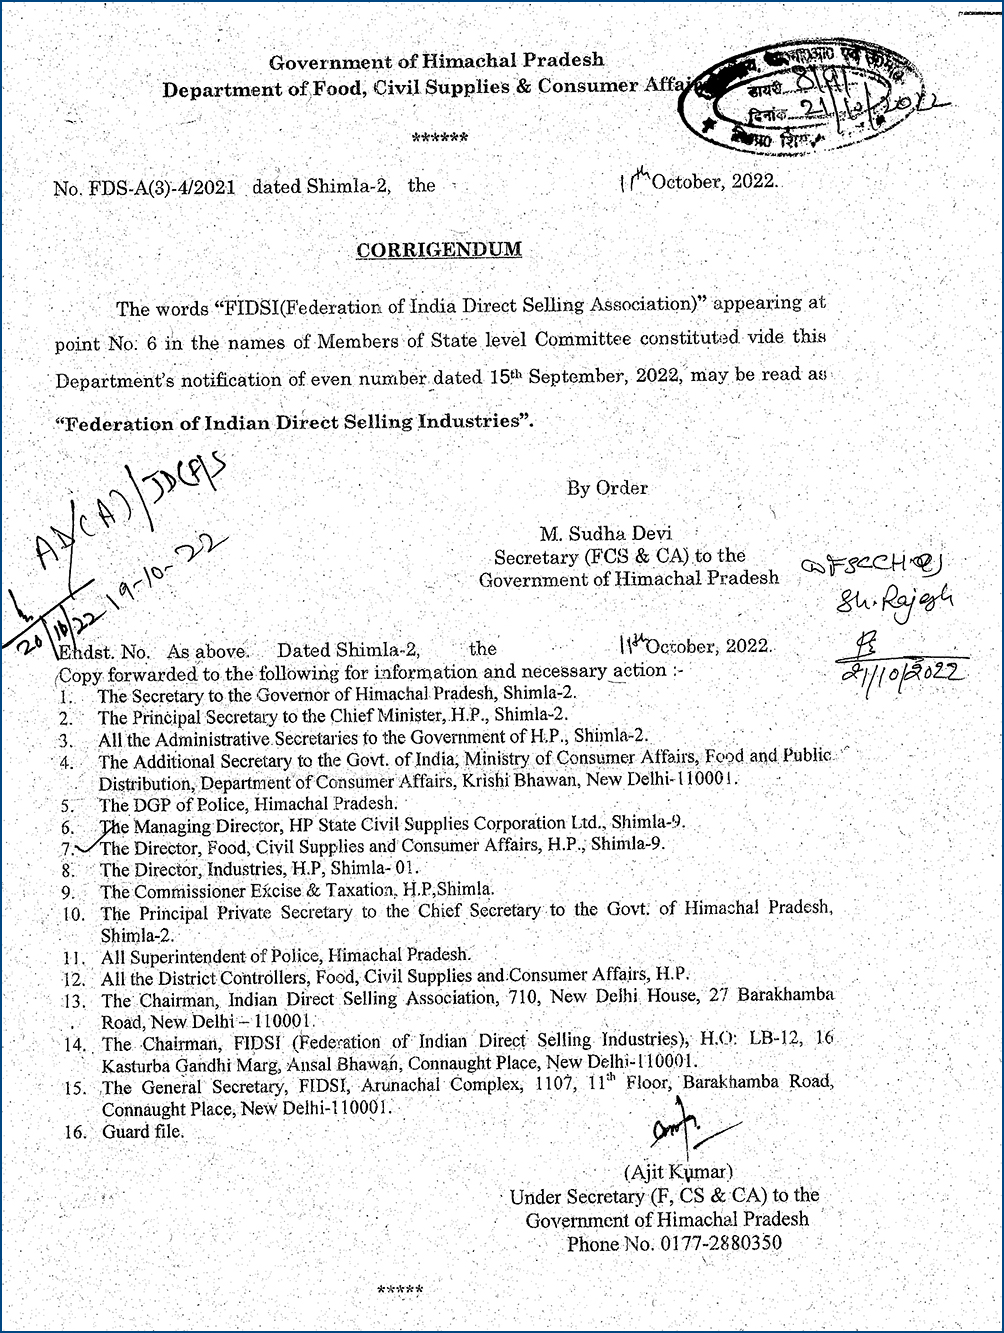 Government of Himachal Pradesh
Department of Food, Civil Supplies & Consumer Affai
डायरी
दिनांक 21/10/2022
******
No. FDS-A(3)-4/2021 dated Shimla-2, the 11th October, 2022.
CORRIGENDUM
The words “FIDSI(Federation of India Direct Selling Association)” appearing at
point No. 6 in the names of Members of State level Committee constituted vide this
Department's notification of even number dated 15th September, 2022, may be read as
“Federation of Indian Direct Selling Industries”.
AD(A)/JD(F)S
19-10-22
20/10/22
By Order
M. Sudha Devi
Secretary (FCS & CA) to the
Government of Himachal Pradesh
Sh. Rajesh
21/10/2022
Endst. No. As above. Dated Shimla-2, the 11th October, 2022.
Copy forwarded to the following for information and necessary action :-
1. The Secretary to the Governor of Himachal Pradesh, Shimla-2.
2. The Principal Secretary to the Chief Minister, H.P., Shimla-2.
3. All the Administrative Secretaries to the Government of H.P., Shimla-2.
4. The Additional Secretary to the Govt. of India, Ministry of Consumer Affairs, Food and Public
Distribution, Department of Consumer Affairs, Krishi Bhawan, New Delhi-110001.
5. The DGP of Police, Himachal Pradesh.
6. The Managing Director, HP State Civil Supplies Corporation Ltd., Shimla-9.
7. The Director, Food, Civil Supplies and Consumer Affairs, H.P., Shimla-9.
8. The Director, Industries, H.P, Shimla- 01.
9. The Commissioner Excise & Taxation, H.P,Shimla.
10. The Principal Private Secretary to the Chief Secretary to the Govt. of Himachal Pradesh,
Shimla-2.
11. All Superintendent of Police, Himachal Pradesh.
12. All the District Controllers, Food, Civil Supplies and Consumer Affairs, H.P.
13. The Chairman, Indian Direct Selling Association, 710, New Delhi House, 27 Barakhamba
Road, New Delhi – 110001.
14. The Chairman, FIDSI (Federation of Indian Direct Selling Industries), H.O: LB-12, 16
Kasturba Gandhi Marg, Ansal Bhawan, Connaught Place, New Delhi-110001.
15. The General Secretary, FIDSI, Arunachal Complex, 1107, 11th Floor, Barakhamba Road,
Connaught Place, New Delhi-110001.
16. Guard file.
(Ajit Kumar)
Under Secretary (F, CS & CA) to the
Government of Himachal Pradesh
Phone No. 0177-2880350
*****